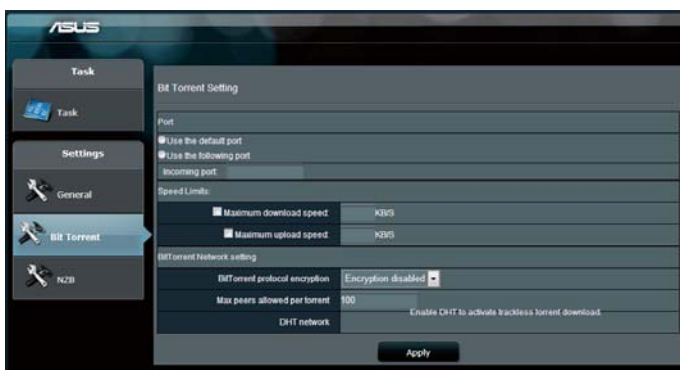 ASUS
Task
Task
Settings
General
Bit Torrent
NZB
Bit Torrent Setting
Port
Use the default port
Use the following port
Incoming port:
Speed Limits:
Maximum download speed: KB/S
Maximum upload speed: KB/S
BitTorrent Network setting
BitTorrent protocol encryption Encryption disabled
Max peers allowed per torrent 100
DHT network Enable DHT to activate trackless torrent download.
Apply